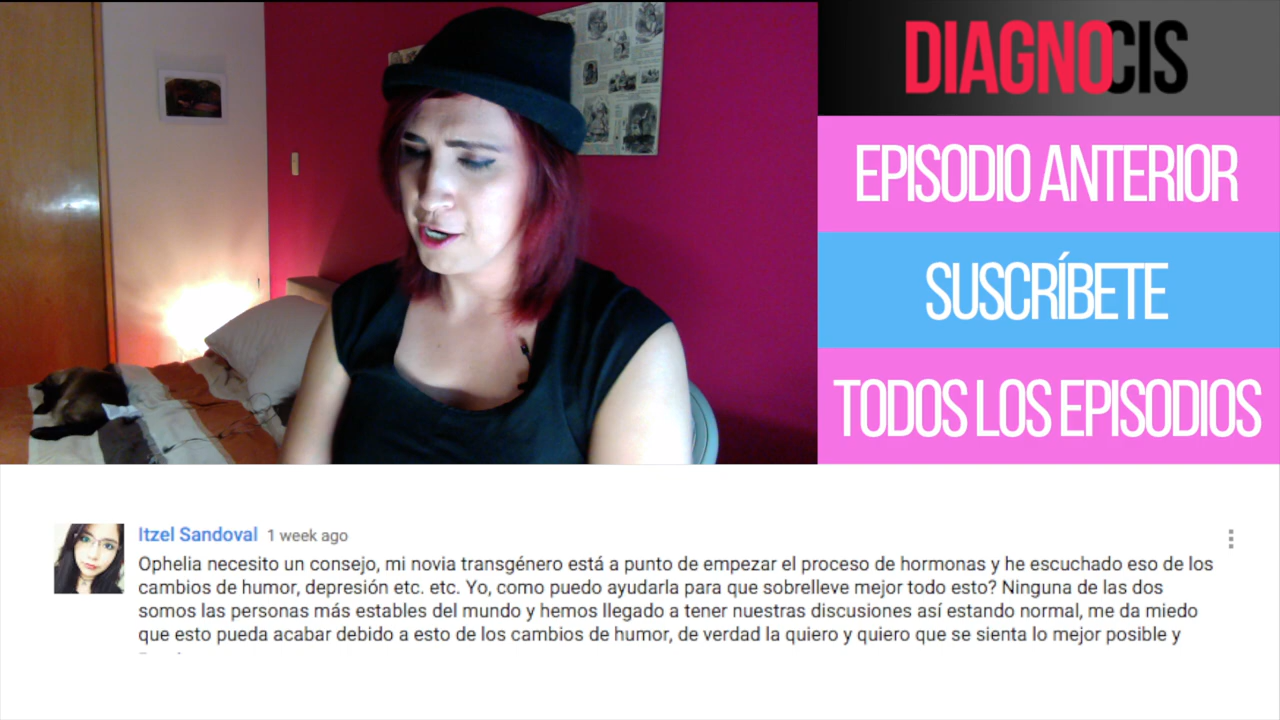 DIAGNOCIS
EPISODIO ANTERIOR
SUSCRÍBETE
TODOS LOS EPISODIOS
Itzel Sandoval 1 week ago
Ophelia necesito un consejo, mi novia transgénero está a punto de empezar el proceso de hormonas y he escuchado eso de los
cambios de humor, depresión etc. etc. Yo, como puedo ayudarla para que sobrelleve mejor todo esto? Ninguna de las dos
somos las personas más estables del mundo y hemos llegado a tener nuestras discusiones así estando normal, me da miedo
que esto pueda acabar debido a esto de los cambios de humor, de verdad la quiero y quiero que se sienta lo mejor posible y